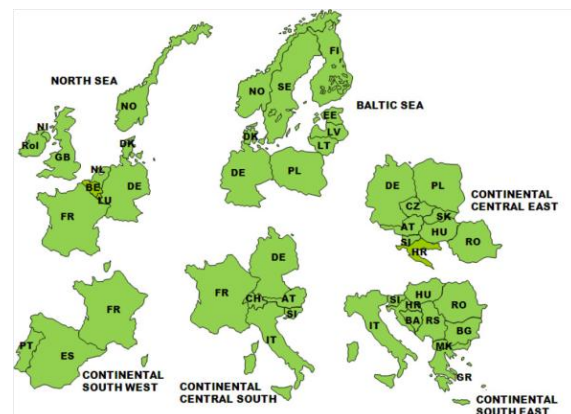 NORTH SEA
NO
NI
RoI
GB
DK
NL
BE
LU
DE
FR
BALTIC SEA
FI
NO
SE
EE
LV
LT
DK
DE
PL
CONTINENTAL
CENTRAL EAST
DE
PL
CZ
SK
AT
HU
SI
HR
RO
FR
PT
ES
CONTINENTAL
SOUTH WEST
DE
FR
CH
AT
SI
IT
CONTINENTAL
CENTRAL SOUTH
IT
SI
HU
HR
RO
BA
RS
BG
MK
GR
CONTINENTAL
SOUTH EAST